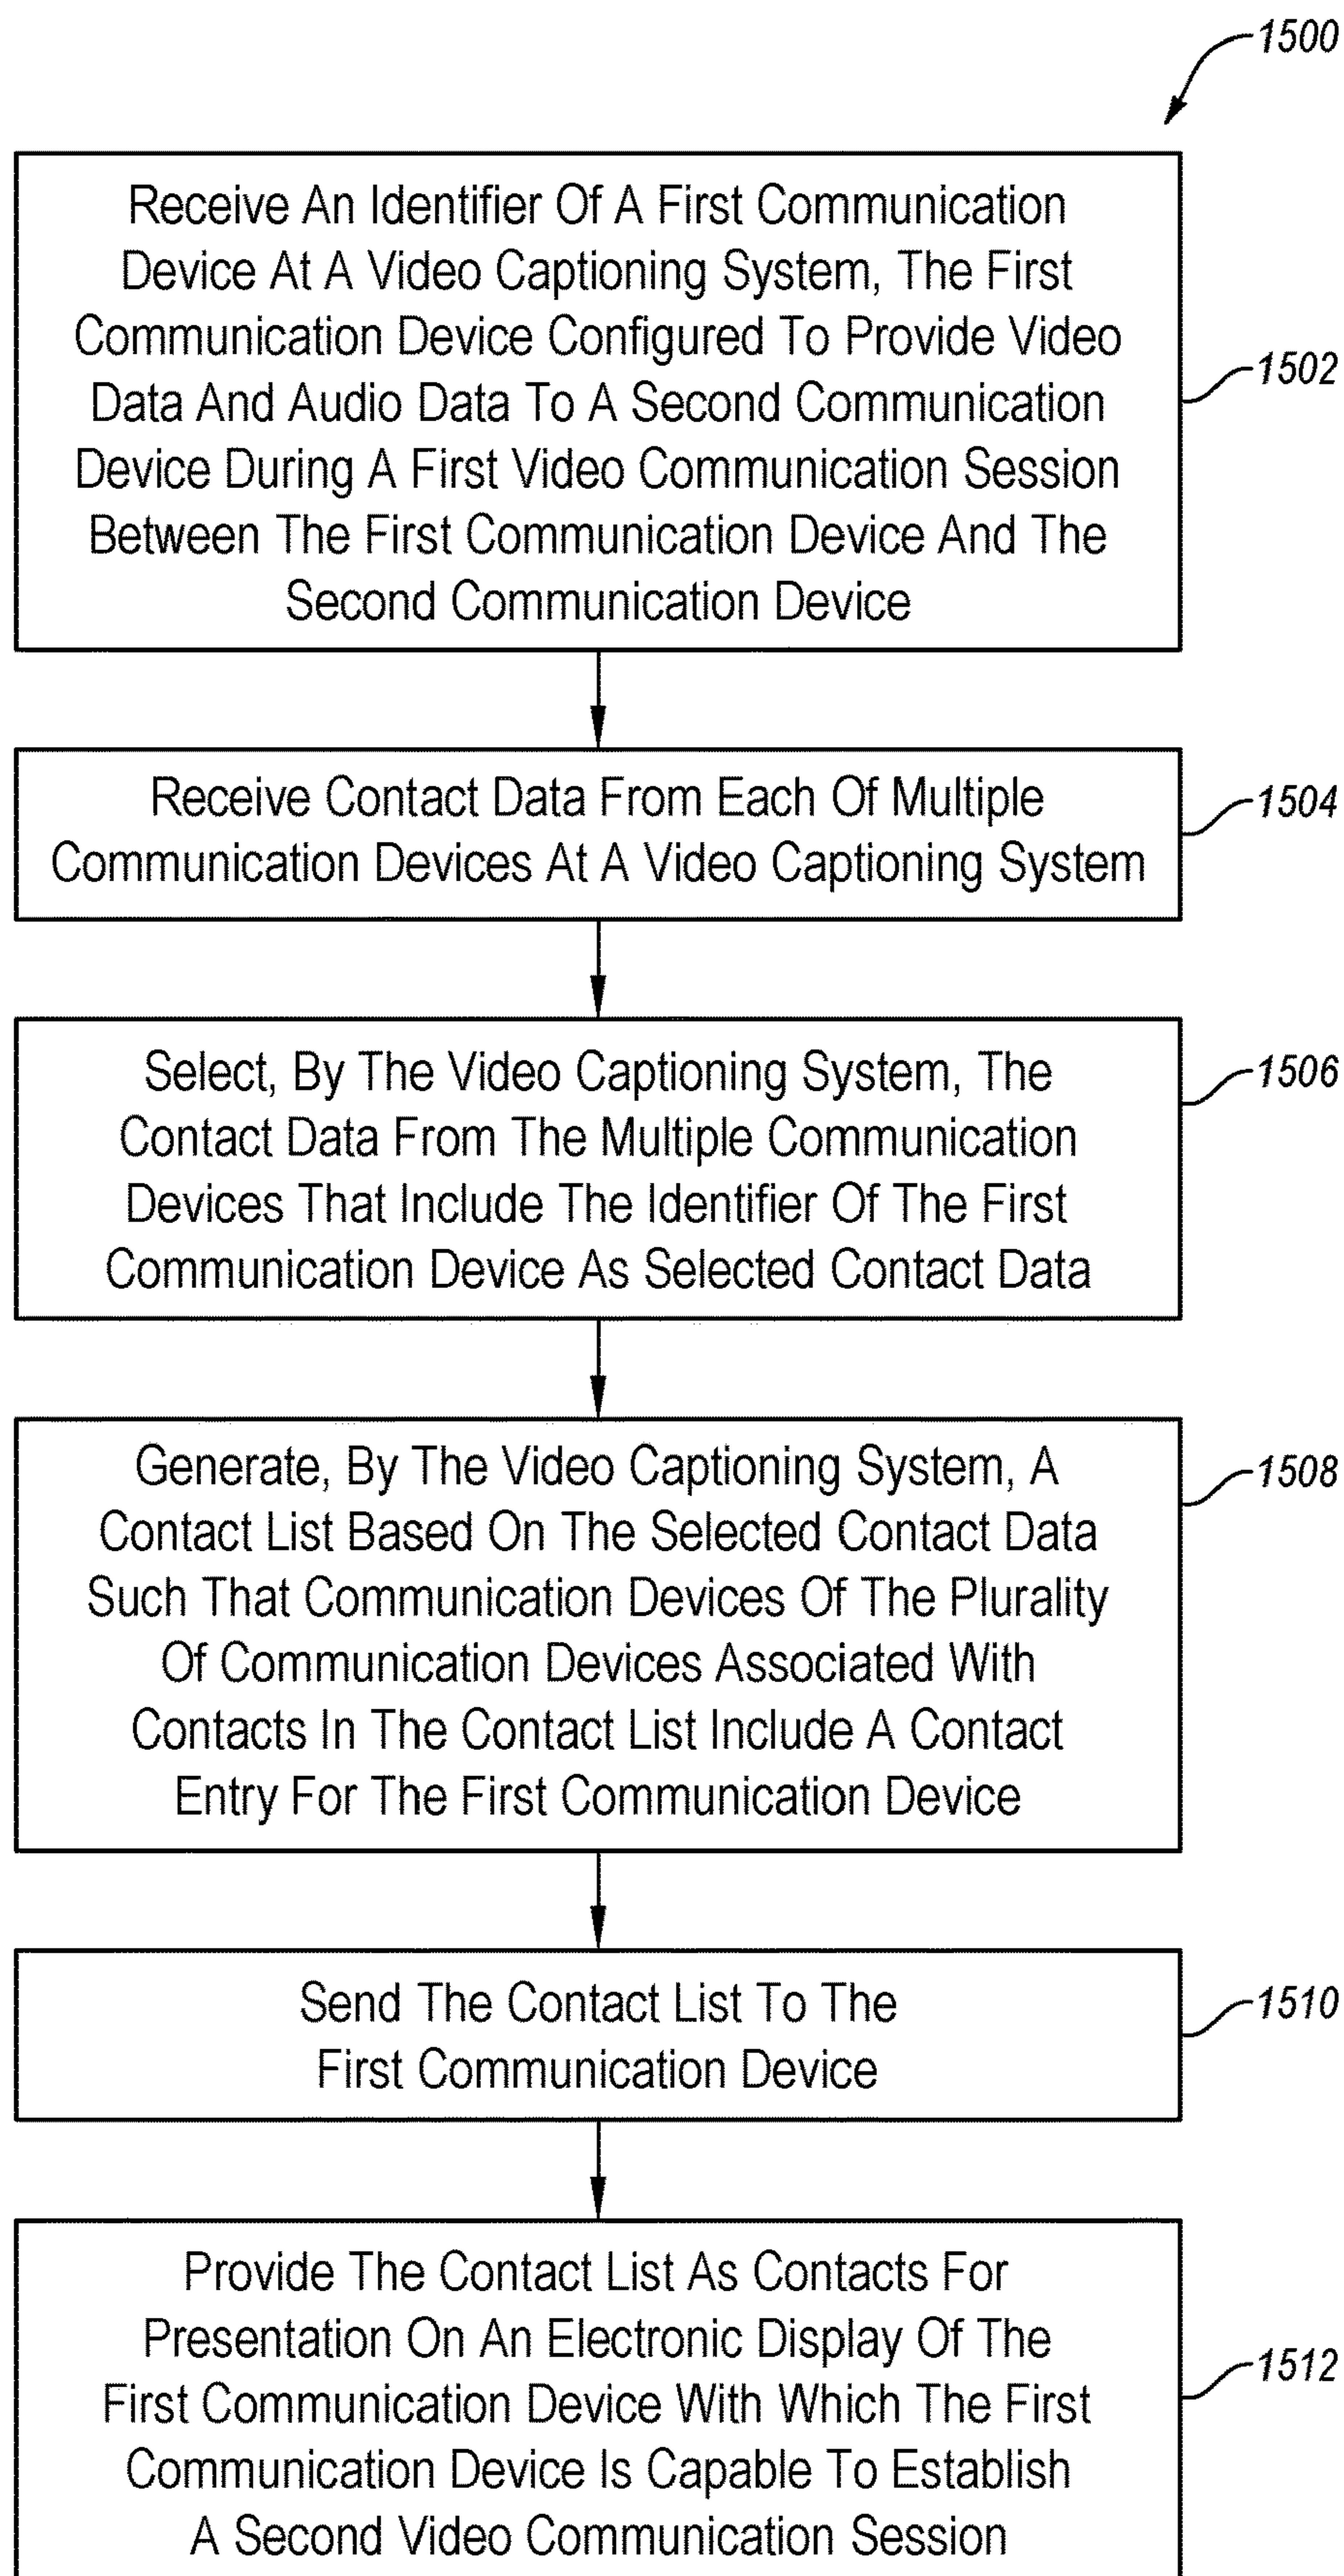 1500
Receive An Identifier Of A First Communication
Device At A Video Captioning System, The First
Communication Device Configured To Provide Video
Data And Audio Data To A Second Communication
Device During A First Video Communication Session
Between The First Communication Device And The
Second Communication Device
1502
Receive Contact Data From Each Of Multiple
Communication Devices At A Video Captioning System
1504
Select, By The Video Captioning System, The
Contact Data From The Multiple Communication
Devices That Include The Identifier Of The First
Communication Device As Selected Contact Data
1506
Generate, By The Video Captioning System, A
Contact List Based On The Selected Contact Data
Such That Communication Devices Of The Plurality
Of Communication Devices Associated With
Contacts In The Contact List Include A Contact
Entry For The First Communication Device
1508
Send The Contact List To The
First Communication Device
1510
Provide The Contact List As Contacts For
Presentation On An Electronic Display Of The
First Communication Device With Which The First
Communication Device Is Capable To Establish
A Second Video Communication Session
1512